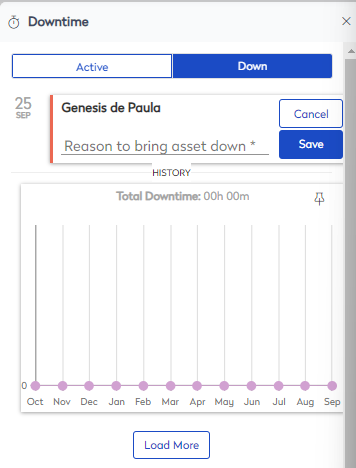 Downtime
Active Down
25 SEP
Genesis de Paula
Cancel
Reason to bring asset down *
Save
HISTORY
Total Downtime: 00h 00m
0
Oct Nov Dec Jan Feb Mar Apr May Jun Jul Aug Sep
Load More